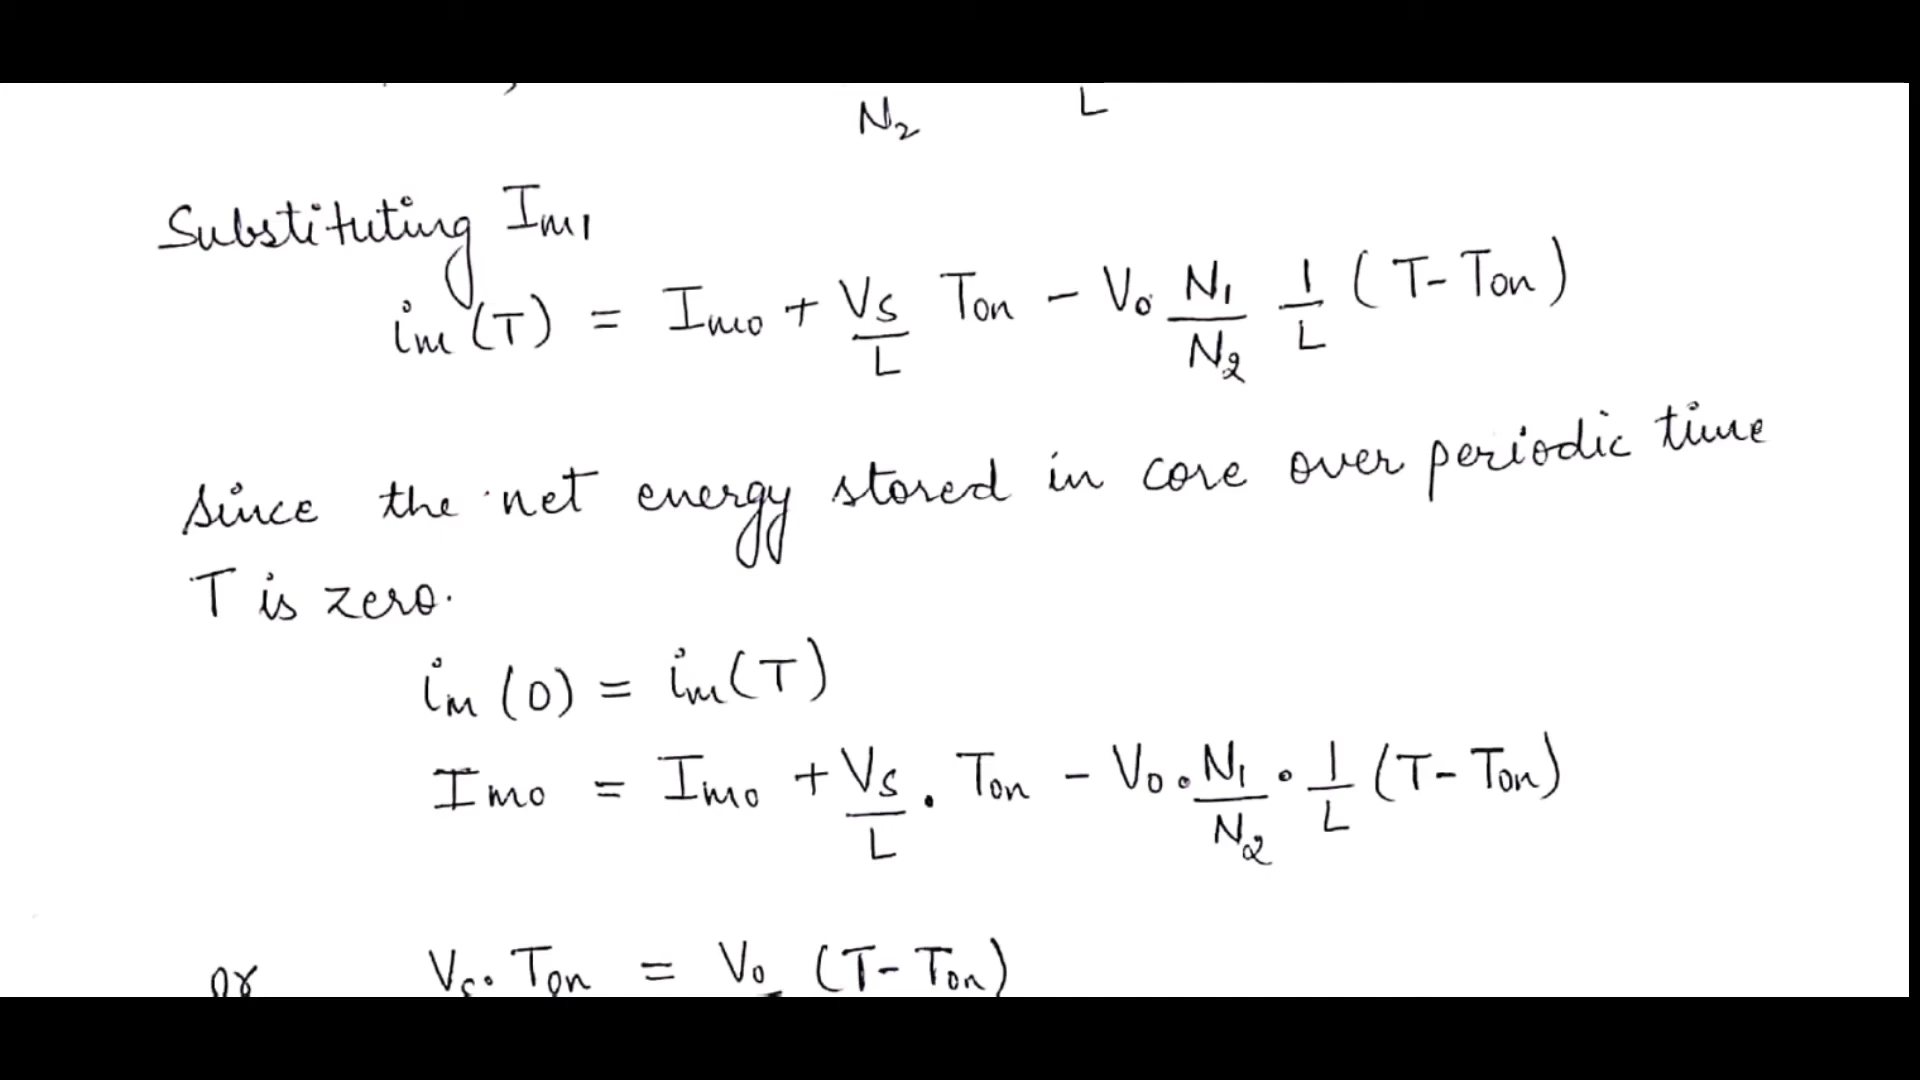 N₂ L
Substituting Im1
im(T) = Imo + Vs/L Ton - Vo N1/N2 1/L (T-Ton)
since the net energy stored in core over periodic time
T is zero.
im(0) = im(T)
Imo = Imo + Vs/L . Ton - Vo . N1/N2 . 1/L (T-Ton)
or Vs. Ton = Vo (T-Ton)